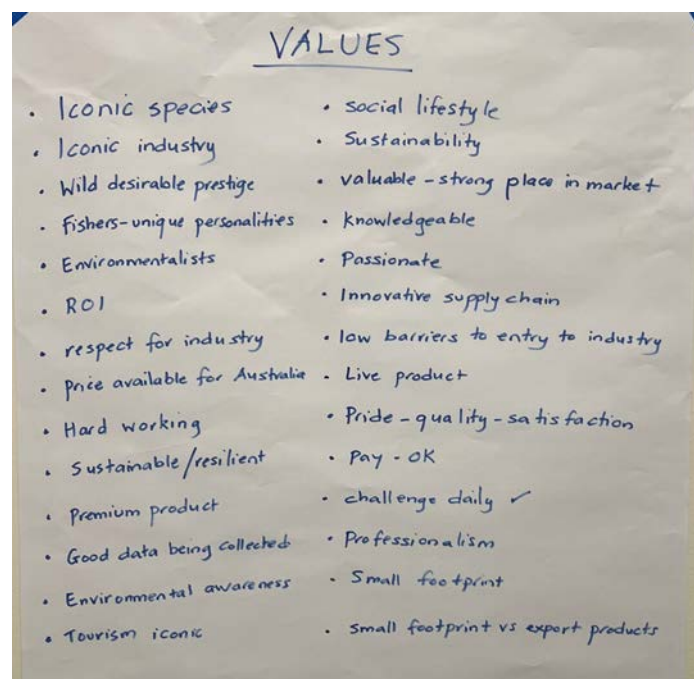 VALUES
• Iconic species
• Iconic industry
• Wild desirable prestige
• Fishers-unique personalities
• Environmentalists
• ROI
• respect for industry
• price available for Australia
• Hard working
• Sustainable/resilient
• Premium product
• Good data being collected
• Environmental awareness
• Tourism iconic
• social lifestyle
• Sustainability
• valuable - strong place in market
• knowledgeable
• Passionate
• Innovative supply chain
• low barriers to entry to industry
• Live product
• Pride - quality - satisfaction
• Pay - OK
• challenge daily ✓
• Professionalism
• Small footprint
• small footprint vs export products